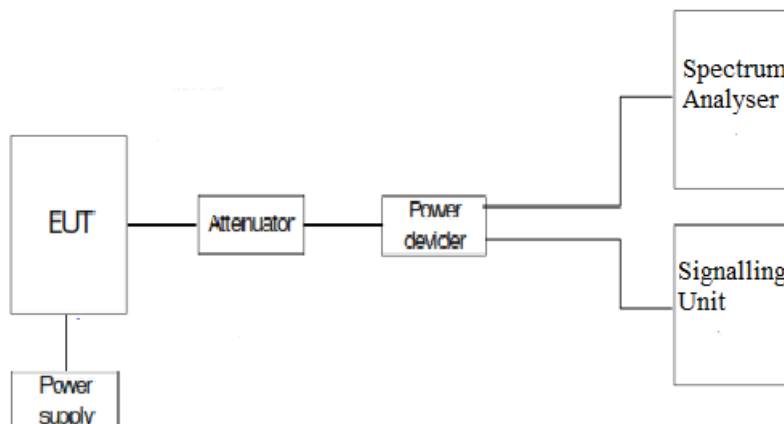 Spectrum
Analyser
EUT
Attenuator
Power
devider
Signalling
Unit
Power
supply